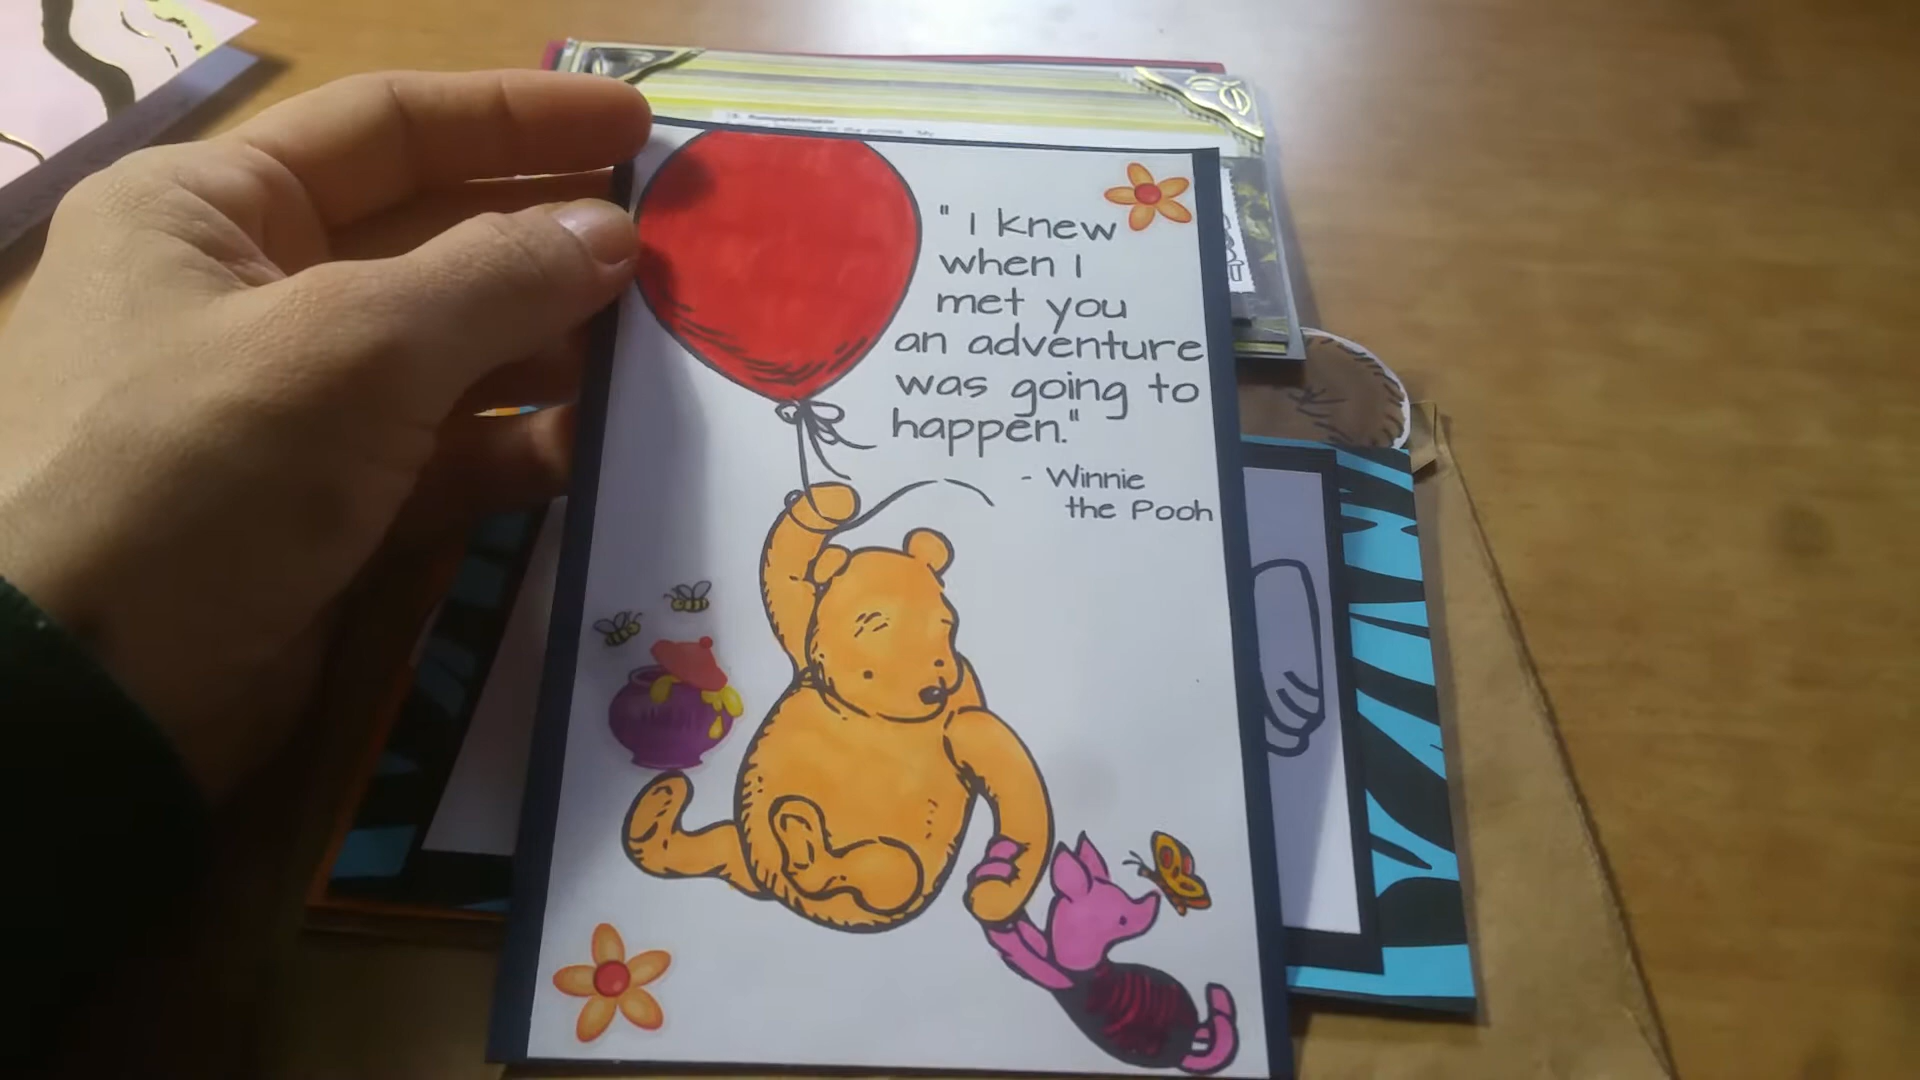 " I knew
when I
met you
an adventure
was going to
happen."
- Winnie
the Pooh